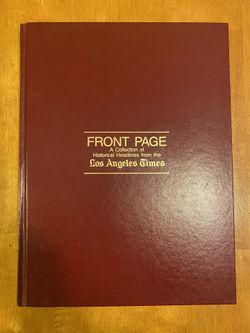 FRONT PAGE
A Collection of
Historical Headlines from the
Los Angeles Times